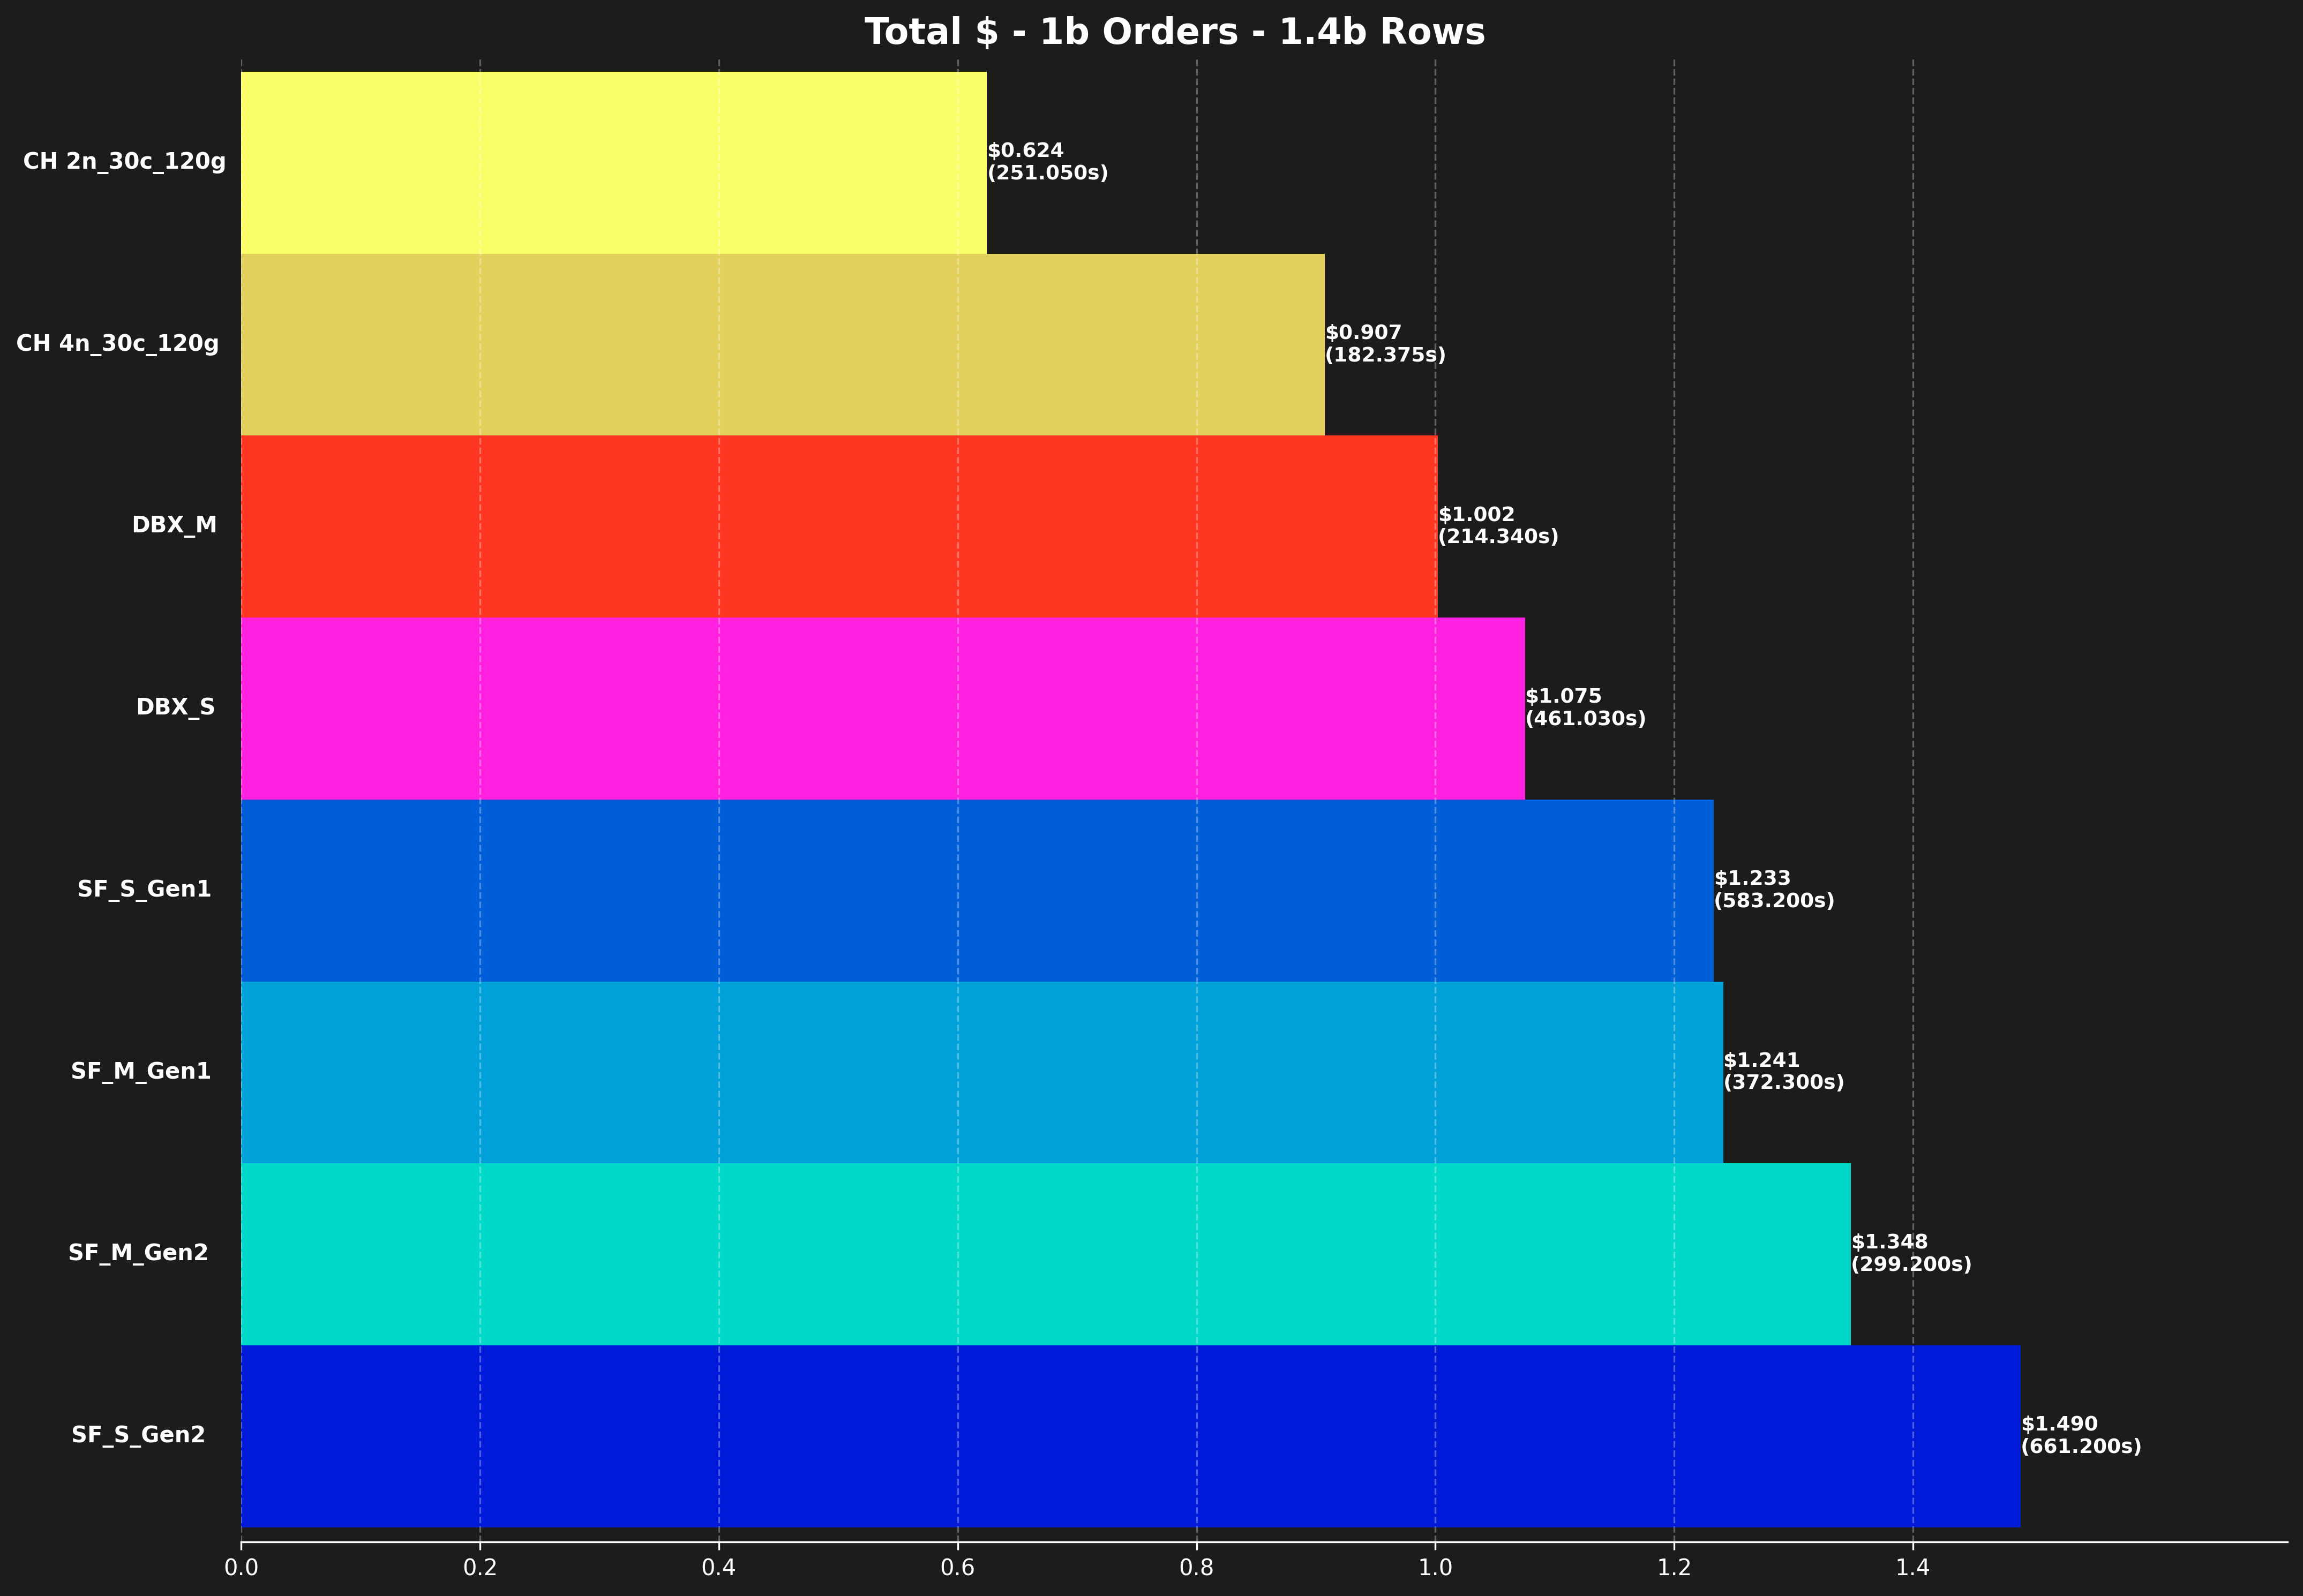 Total $ - 1b Orders - 1.4b Rows
CH 2n_30c_120g
$0.624
(251.050s)
CH 4n_30c_120g
$0.907
(182.375s)
DBX_M
$1.002
(214.340s)
DBX_S
$1.075
(461.030s)
SF_S_Gen1
$1.233
(583.200s)
SF_M_Gen1
$1.241
(372.300s)
SF_M_Gen2
$1.348
(299.200s)
SF_S_Gen2
$1.490
(661.200s)
0.0 0.2 0.4 0.6 0.8 1.0 1.2 1.4